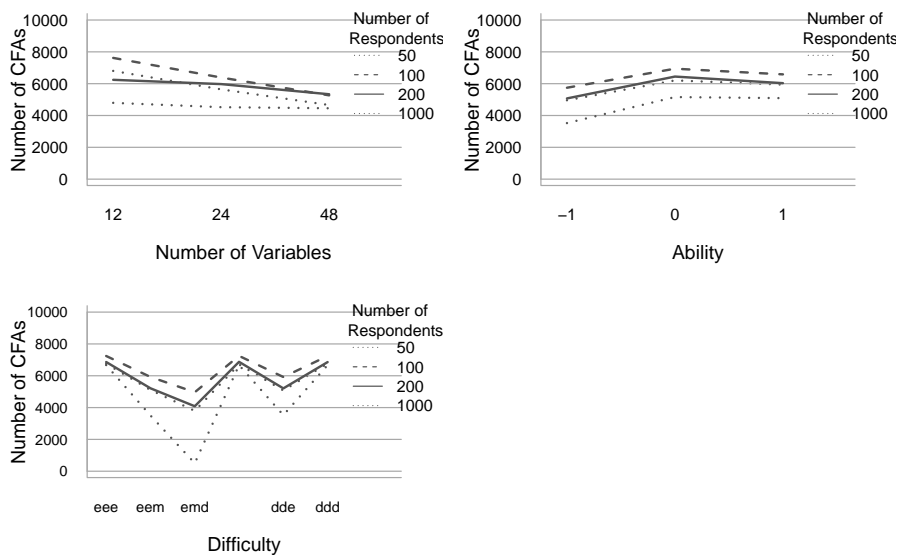 Number of
Respondents
50
100
200
1000
Number of CFAs
10000
8000
6000
4000
2000
0
12 24 48
Number of Variables
Number of
Respondents
50
100
200
1000
Number of CFAs
10000
8000
6000
4000
2000
0
−1 0 1
Ability
Number of
Respondents
50
100
200
1000
Number of CFAs
10000
8000
6000
4000
2000
0
eee eem emd dde ddd
Difficulty